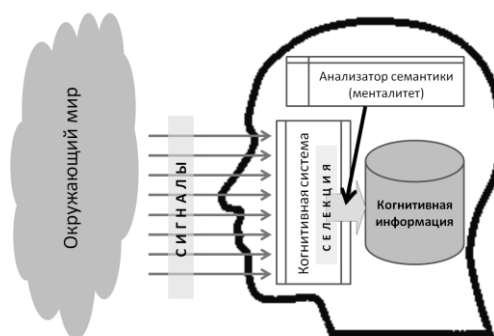 Окружающий мир
СИГНАЛЫ
Анализатор семантики
(менталитет)
Когнитивная система
СЕЛЕКЦИЯ
Когнитивная
информация